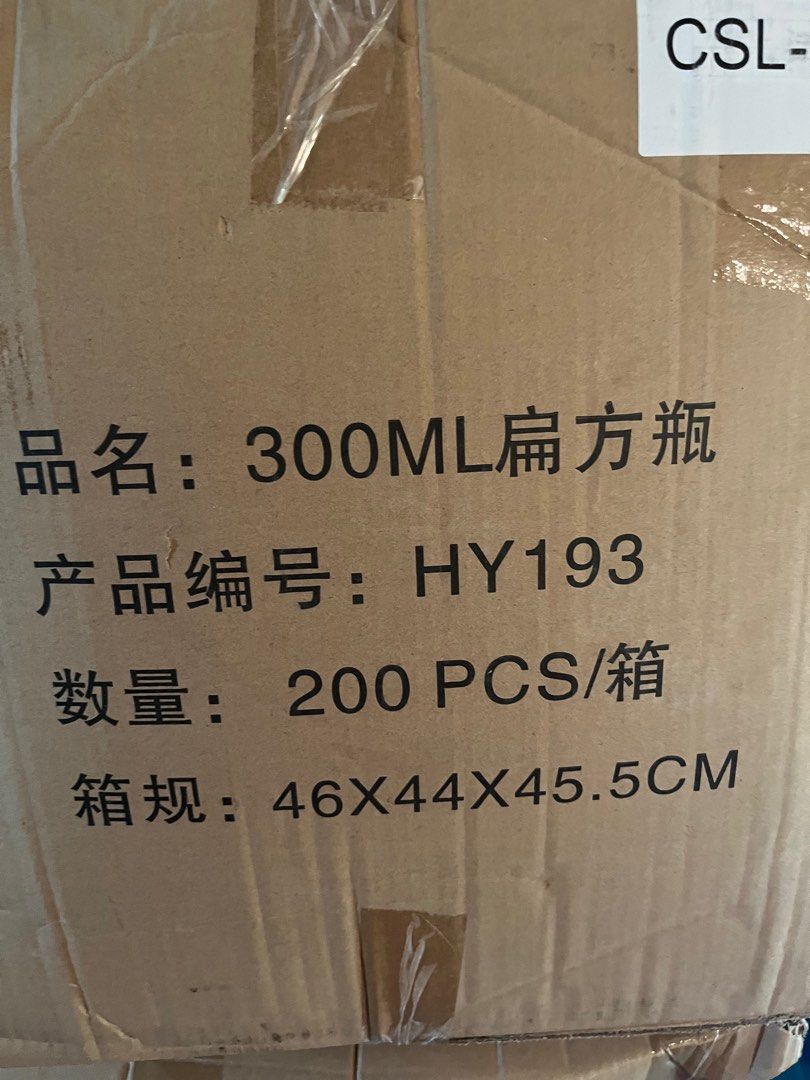 CSL-
品名：300ML扁方瓶
产品编号：HY193
数量：200 PCS/箱
箱规：46X44X45.5CM